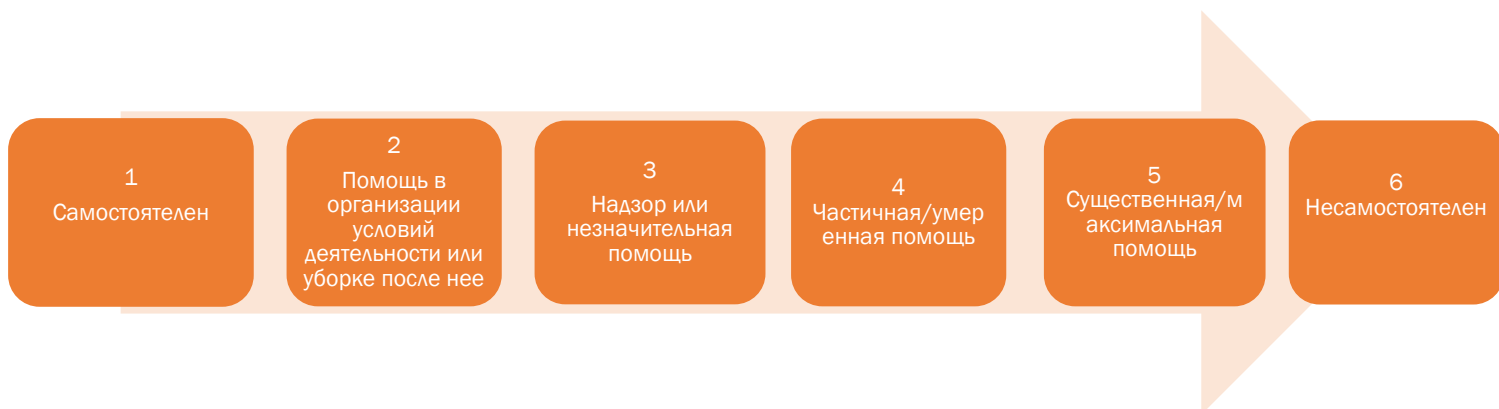 1
Самостоятелен
2
Помощь в
организации
условий
деятельности или
уборке после нее
3
Надзор или
незначительная
помощь
4
Частичная/умер
енная помощь
5
Существенная/м
аксимальная
помощь
6
Несамостоятелен